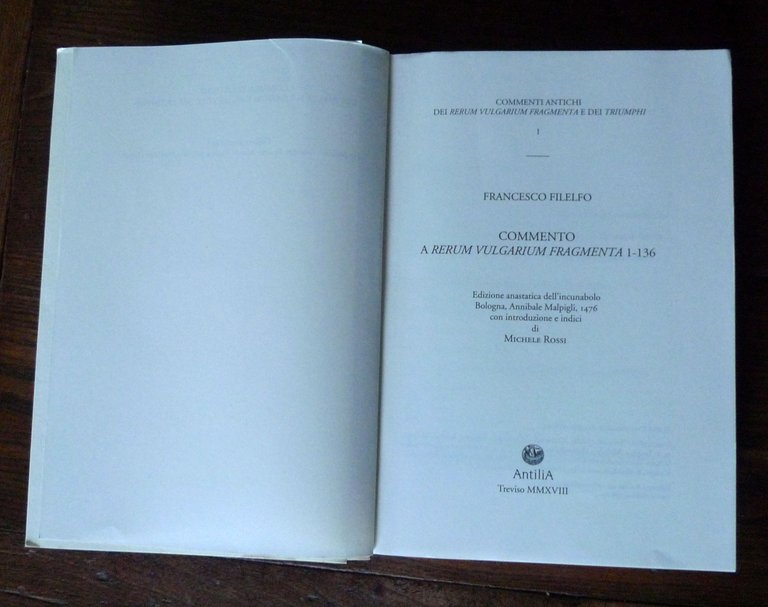 COMMENTI ANTICHI
DEI RERUM VULGARIUM FRAGMENTA E DEI TRIUMPHI
I
FRANCESCO FILELFO
COMMENTO
A RERUM VULGARIUM FRAGMENTA 1-136
Edizione anastatica dell'incunabolo
Bologna, Annibale Malpigli, 1476
con introduzione e indici
di
MICHELE ROSSI
AntiliA
Treviso MMXVIII